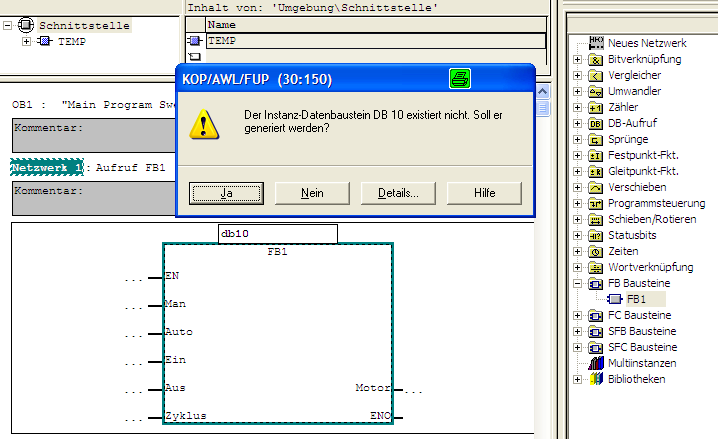 Schnittstelle
TEMP
Inhalt von: 'Umgebung\Schnittstelle'
Name
TEMP
OB1 : "Main Program Swe
Kommentar:
Netzwerk 1: Aufruf FB1
Kommentar:
KOP/AWL/FUP (30:150)
Der Instanz-Datenbaustein DB 10 existiert nicht. Soll er
generiert werden?
Ja
Nein
Details...
Hilfe
db10
FB1
... EN
... Man
... Auto
... Ein
... Aus
Motor ...
... Zyklus
ENO
Neues Netzwerk
Bitverknüpfung
Vergleicher
Umwandler
Zähler
DB-Aufruf
Sprünge
Festpunkt-Fkt.
Gleitpunkt-Fkt.
Verschieben
Programmsteuerung
Schieben/Rotieren
Statusbits
Zeiten
Wortverknüpfung
FB Bausteine
FB1
FC Bausteine
SFB Bausteine
SFC Bausteine
Multiinstanzen
Bibliotheken